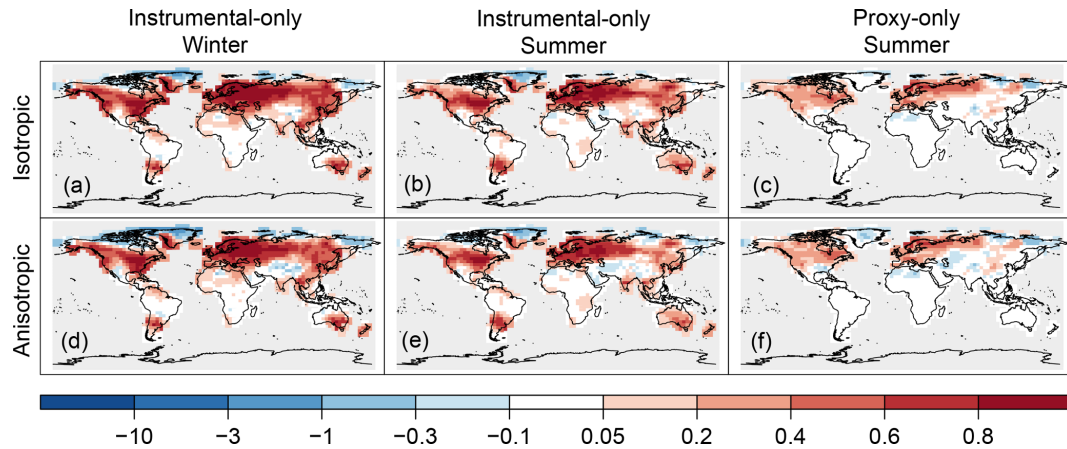 Instrumental-only
Winter
Instrumental-only
Summer
Proxy-only
Summer
Isotropic
(a)
(b)
(c)
Anisotropic
(d)
(e)
(f)
−10 −3 −1 −0.3 −0.1 0.05 0.2 0.4 0.6 0.8